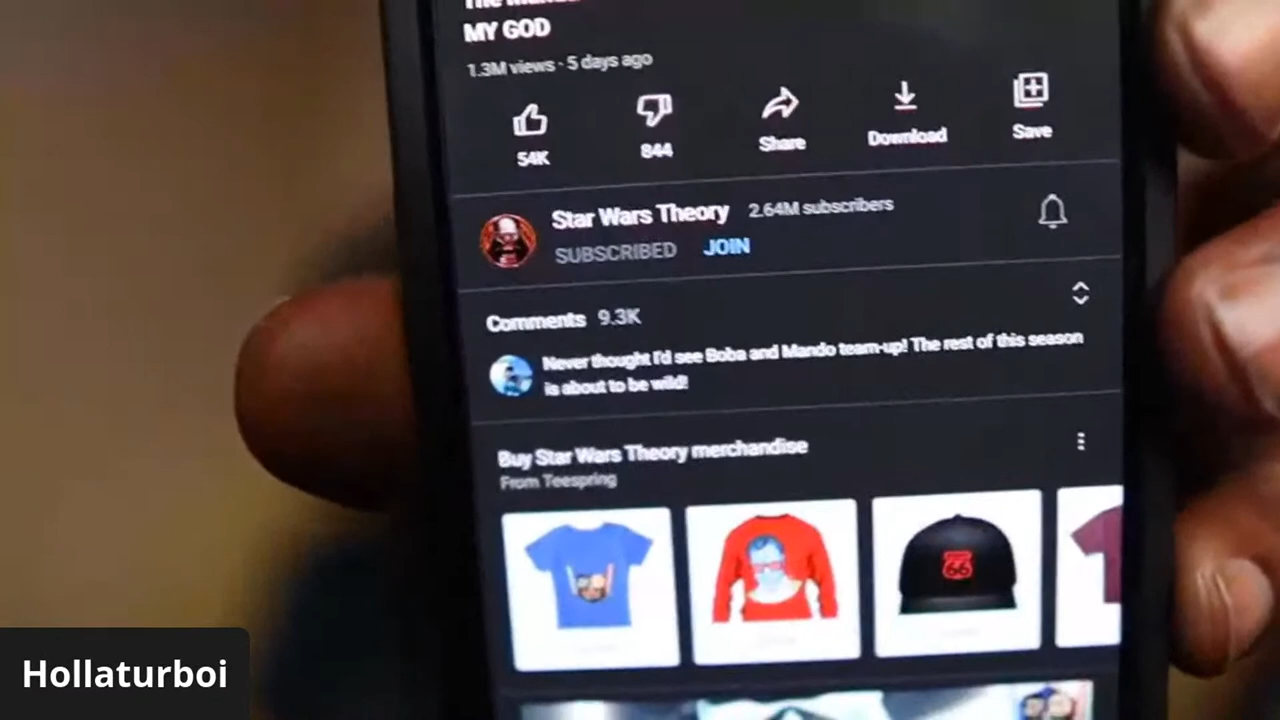 MY GOD
1.3M views · 5 days ago
54K
844
Share
Download
Save
Star Wars Theory 2.64M subscribers
SUBSCRIBED JOIN
Comments 9.3K
Never thought I'd see Boba and Mando team-up! The rest of this season
is about to be wild!
Buy Star Wars Theory merchandise
From Teespring
66
Hollaturboi